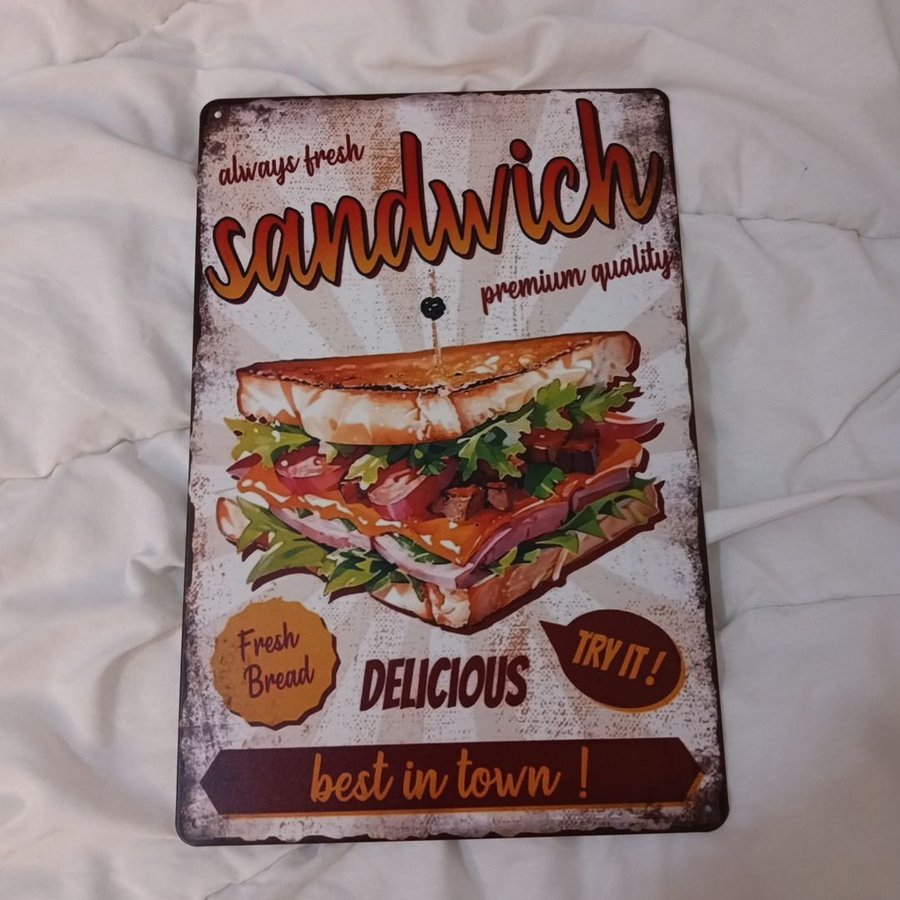 always fresh
sandwich
premium quality
Fresh
Bread
DELICIOUS
TRY IT!
best in town !